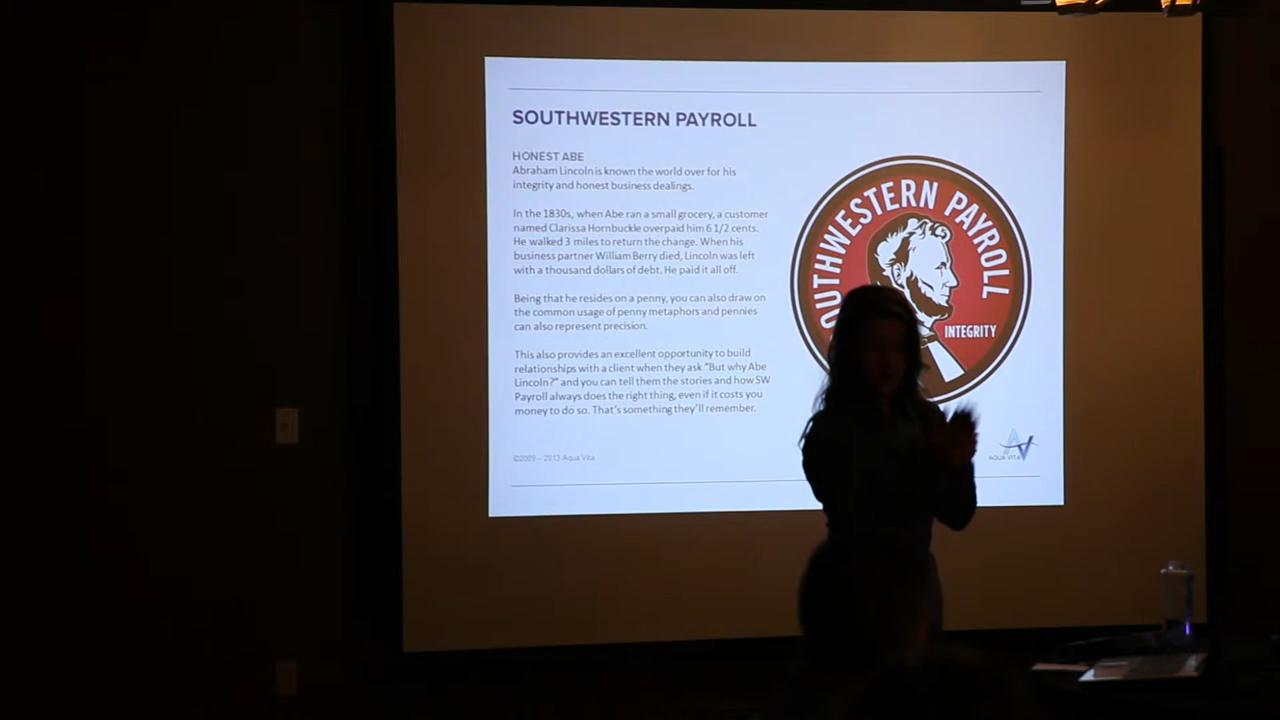 SOUTHWESTERN PAYROLL
HONEST ABE
Abraham Lincoln is known the world over for his
integrity and honest business dealings.
In the 1830s, when Abe ran a small grocery, a customer
named Clarissa Hornbuckle overpaid him 6 1/2 cents.
He walked 3 miles to return the change. When his
business partner William Berry died, Lincoln was left
with a thousand dollars of debt. He paid it all off.
Being that he resides on a penny, you can also draw on
the common usage of penny metaphors and pennies
can also represent precision.
This also provides an excellent opportunity to build
relationships with a client when they ask "But why Abe
Lincoln?" and you can tell them the stories and how SW
Payroll always does the right thing, even if it costs you
money to do so. That's something they'll remember.
©2009 – 2013 Aqua Vita
OUTHWESTERN PAYROLL
INTEGRITY
AV
AQUA VITA